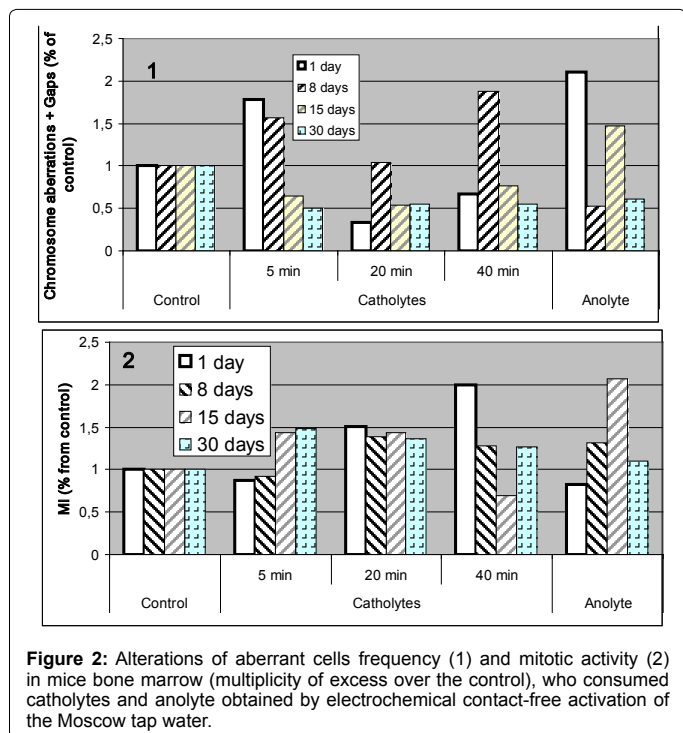 Chromosome aberrations + Gaps (% of
control)
2,5
2
1,5
1
0,5
0
1
1 day
8 days
15 days
30 days
5 min
20 min
40 min
Control
Catholytes
Anolyte
MI (% from control)
2,5
2
1,5
1
0,5
0
2
1 day
8 days
15 days
30 days
5 min
20 min
40 min
Control
Catholytes
Anolyte
Figure 2: Alterations of aberrant cells frequency (1) and mitotic activity (2)
in mice bone marrow (multiplicity of excess over the control), who consumed
catholytes and anolyte obtained by electrochemical contact-free activation of
the Moscow tap water.